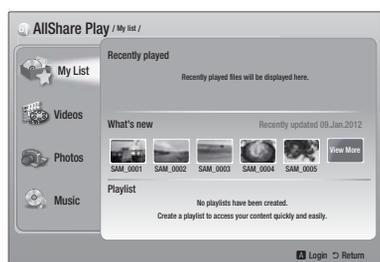 AllShare Play / My list /
My List
Videos
Photos
Music
Recently played
Recently played files will be displayed here.
What's new
Recently updated 09.Jan.2012
SAM_0001 SAM_0002 SAM_0003 SAM_0004 SAM_0005
View More
Playlist
No playlists have been created.
Create a playlist to access your content quickly and easily.
A Login Return